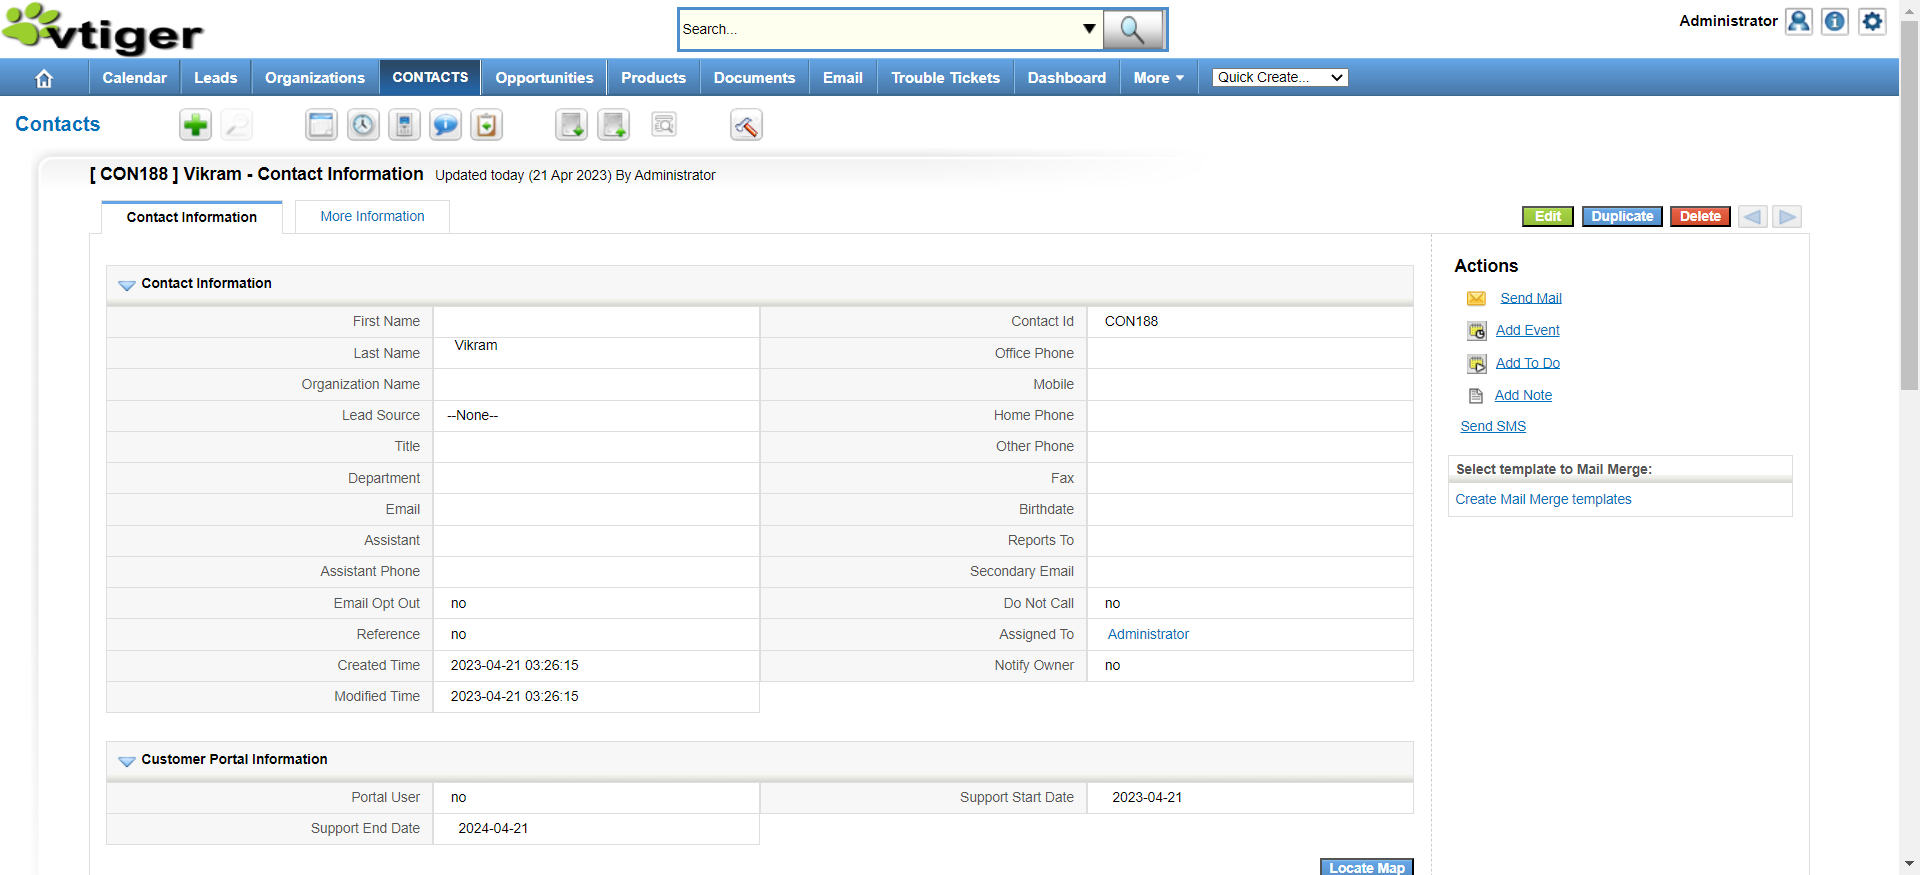 vtiger
Search...
Administrator
Calendar Leads Organizations CONTACTS Opportunities Products Documents Email Trouble Tickets Dashboard More Quick Create...
Contacts
[ CON188 ] Vikram - Contact Information Updated today (21 Apr 2023) By Administrator
Contact Information More Information
Edit Duplicate Delete
Contact Information
First Name Contact Id CON188
Last Name Vikram Office Phone
Organization Name Mobile
Lead Source --None-- Home Phone
Title Other Phone
Department Fax
Email Birthdate
Assistant Reports To
Assistant Phone Secondary Email
Email Opt Out no Do Not Call no
Reference no Assigned To Administrator
Created Time 2023-04-21 03:26:15 Notify Owner no
Modified Time 2023-04-21 03:26:15
Customer Portal Information
Portal User no Support Start Date 2023-04-21
Support End Date 2024-04-21
Locate Map
Actions
Send Mail
Add Event
Add To Do
Add Note
Send SMS
Select template to Mail Merge:
Create Mail Merge templates